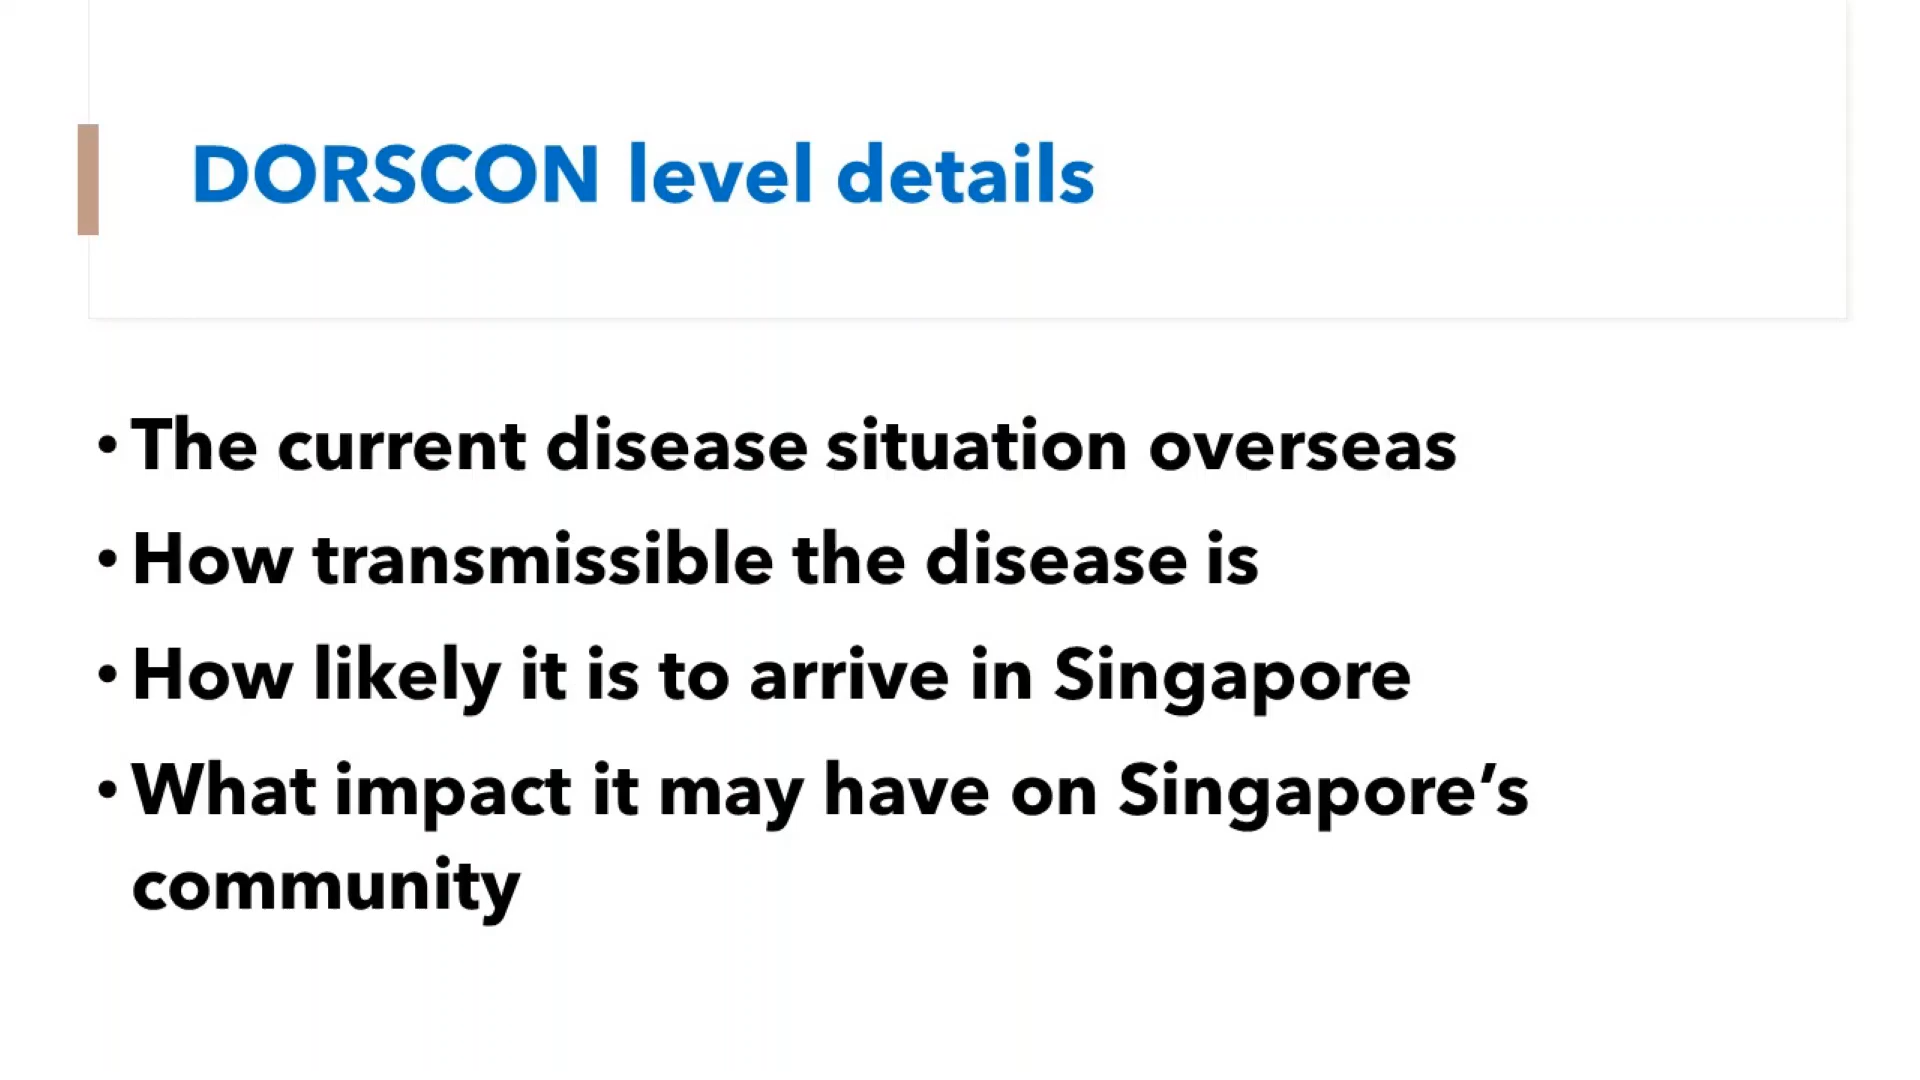 DORSCON level details
• The current disease situation overseas
• How transmissible the disease is
• How likely it is to arrive in Singapore
• What impact it may have on Singapore’s
community